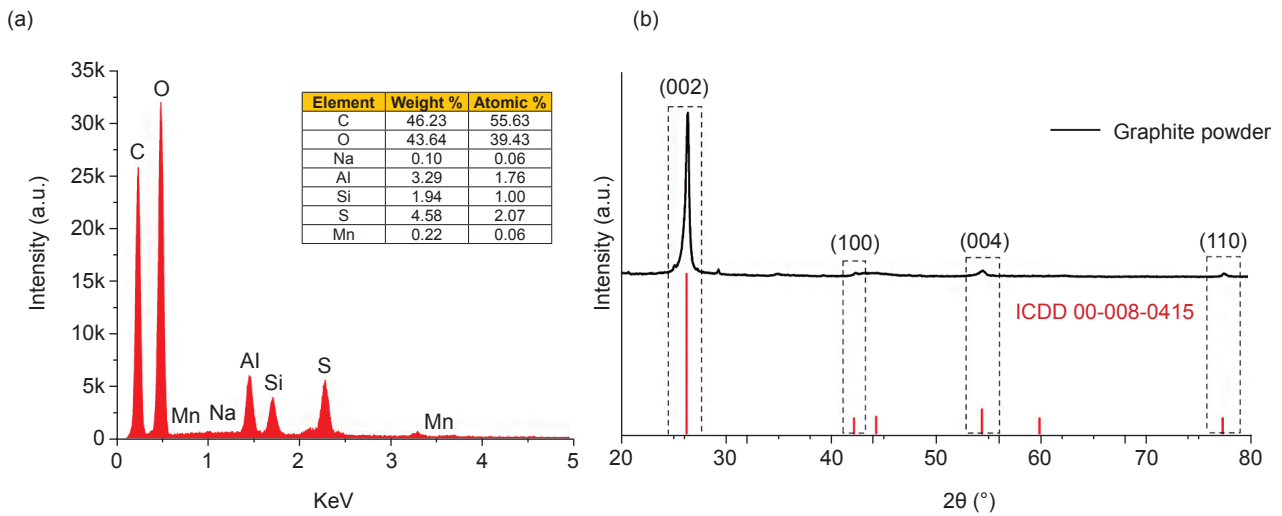 (a)
(b)
35k
30k
25k
20k
15k
10k
5k
0
Intensity (a.u.)
C
O
Mn
Na
Al
Si
S
Mn
Element Weight % Atomic %
C 46.23 55.63
O 43.64 39.43
Na 0.10 0.06
Al 3.29 1.76
Si 1.94 1.00
S 4.58 2.07
Mn 0.22 0.06
0 1 2 3 4 5
KeV
Intensity (a.u.)
(002)
(100)
(004)
(110)
Graphite powder
ICDD 00-008-0415
20 30 40 50 60 70 80
2θ (°)